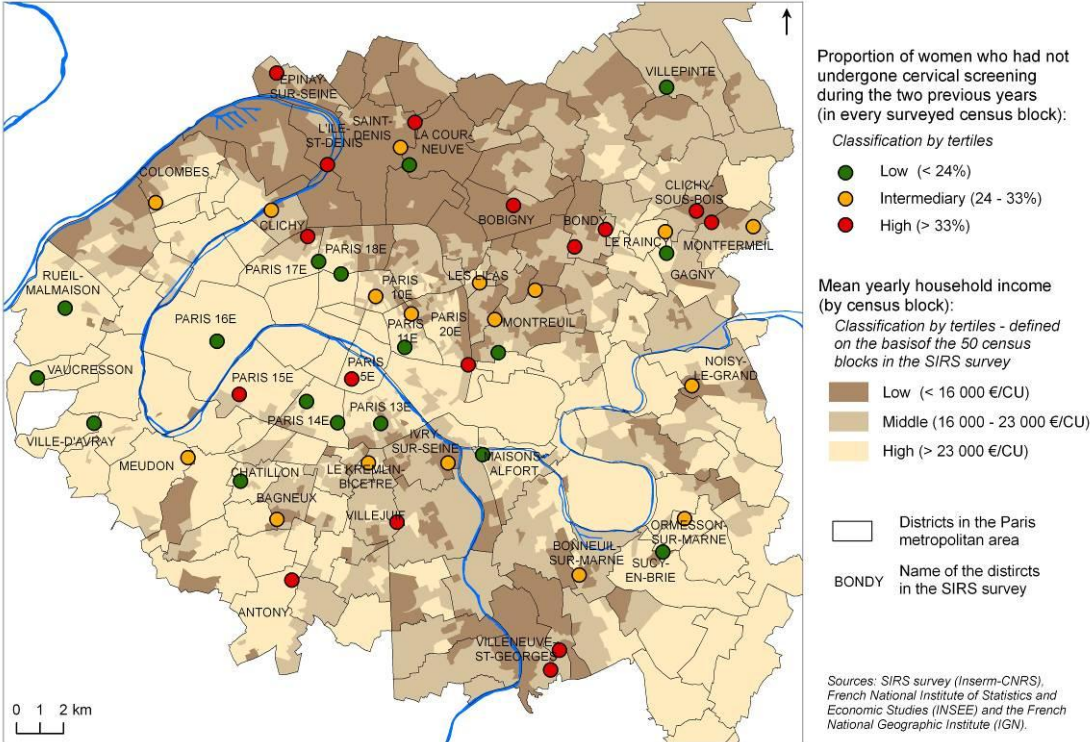 VILLEPINTE
EPINAY-
SUR-SEINE
L'ILE-
ST-DENIS
SAINT-
DENIS
LA COUR-
NEUVE
COLOMBES
CLICHY
BOBIGNY
BONDY
CLICHY-
SOUS-BOIS
LE RAINCY
MONTFERMEIL
GAGNY
PARIS 18E
PARIS 17E
RUEIL-
MALMAISON
PARIS
10E
LES LILAS
PARIS 16E
PARIS
11E
PARIS
20E
MONTREUIL
VAUCRESSON
PARIS 15E
PARIS
5E
NOISY-
LE-GRAND
PARIS 14E
PARIS 13E
VILLE-D'AVRAY
IVRY
SUR-SEINE
MEUDON
CHATILLON
LE KREMLIN-
BICETRE
MAISONS-
ALFORT
BAGNEUX
VILLEJUIF
ORMESSON-
SUR-MARNE
BONNEUIL
SUR-MARNE
SUCY-
EN-BRIE
ANTONY
VILLENEUVE-
ST-GEORGES
0 1 2 km
Proportion of women who had not
undergone cervical screening
during the two previous years
(in every surveyed census block):
Classification by tertiles
Low (< 24%)
Intermediary (24 - 33%)
High (> 33%)
Mean yearly household income
(by census block):
Classification by tertiles - defined
on the basisof the 50 census
blocks in the SIRS survey
Low (< 16 000 €/CU)
Middle (16 000 - 23 000 €/CU)
High (> 23 000 €/CU)
Districts in the Paris
metropolitan area
BONDY
Name of the distircts
in the SIRS survey
Sources: SIRS survey (Inserm-CNRS),
French National Institute of Statistics and
Economic Studies (INSEE) and the French
National Geographic Institute (IGN).